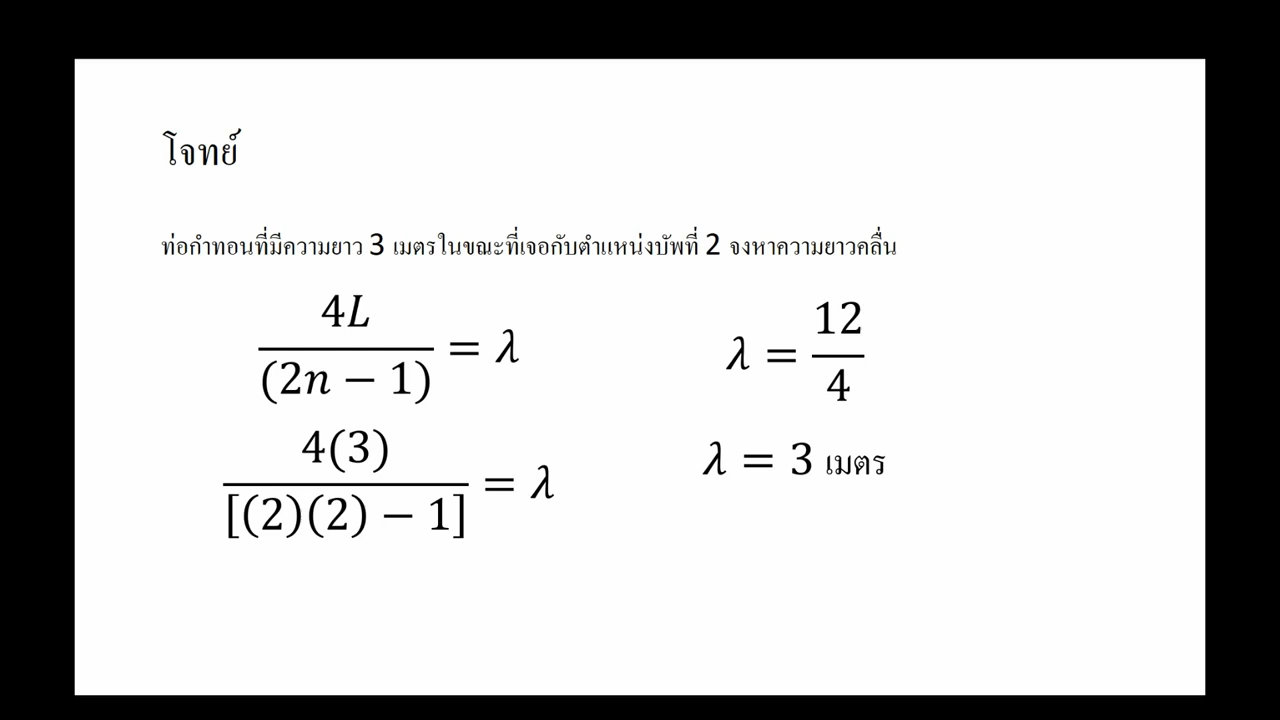 โจทย์
ท่อกำทอนที่มีความยาว 3 เมตรในขณะที่เจอกับตำแหน่งบัพที่ 2 จงหาความยาวคลื่น
4L/(2n − 1) = λ
4(3)/[(2)(2) − 1] = λ
λ = 12/4
λ = 3 เมตร